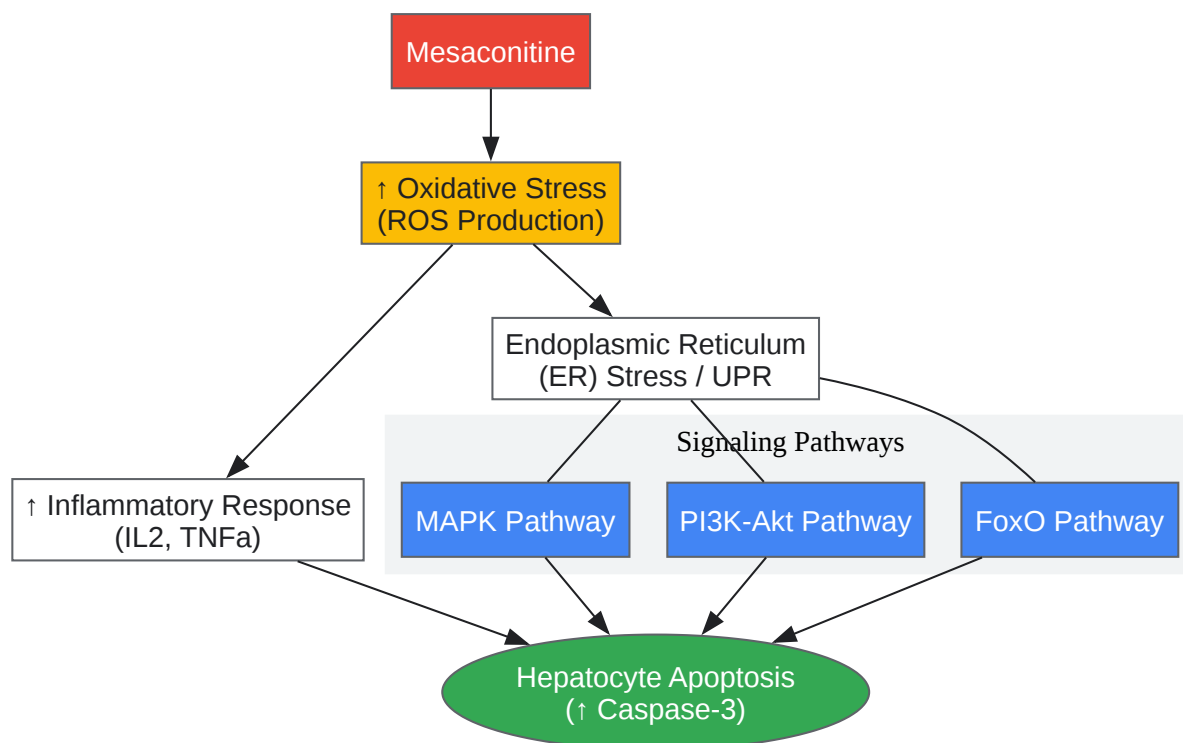 Mesaconitine
↑ Oxidative Stress
(ROS Production)
Endoplasmic Reticulum
(ER) Stress / UPR
Signaling Pathways
↑ Inflammatory Response
(IL2, TNFa)
MAPK Pathway
PI3K-Akt Pathway
FoxO Pathway
Hepatocyte Apoptosis
(↑ Caspase-3)